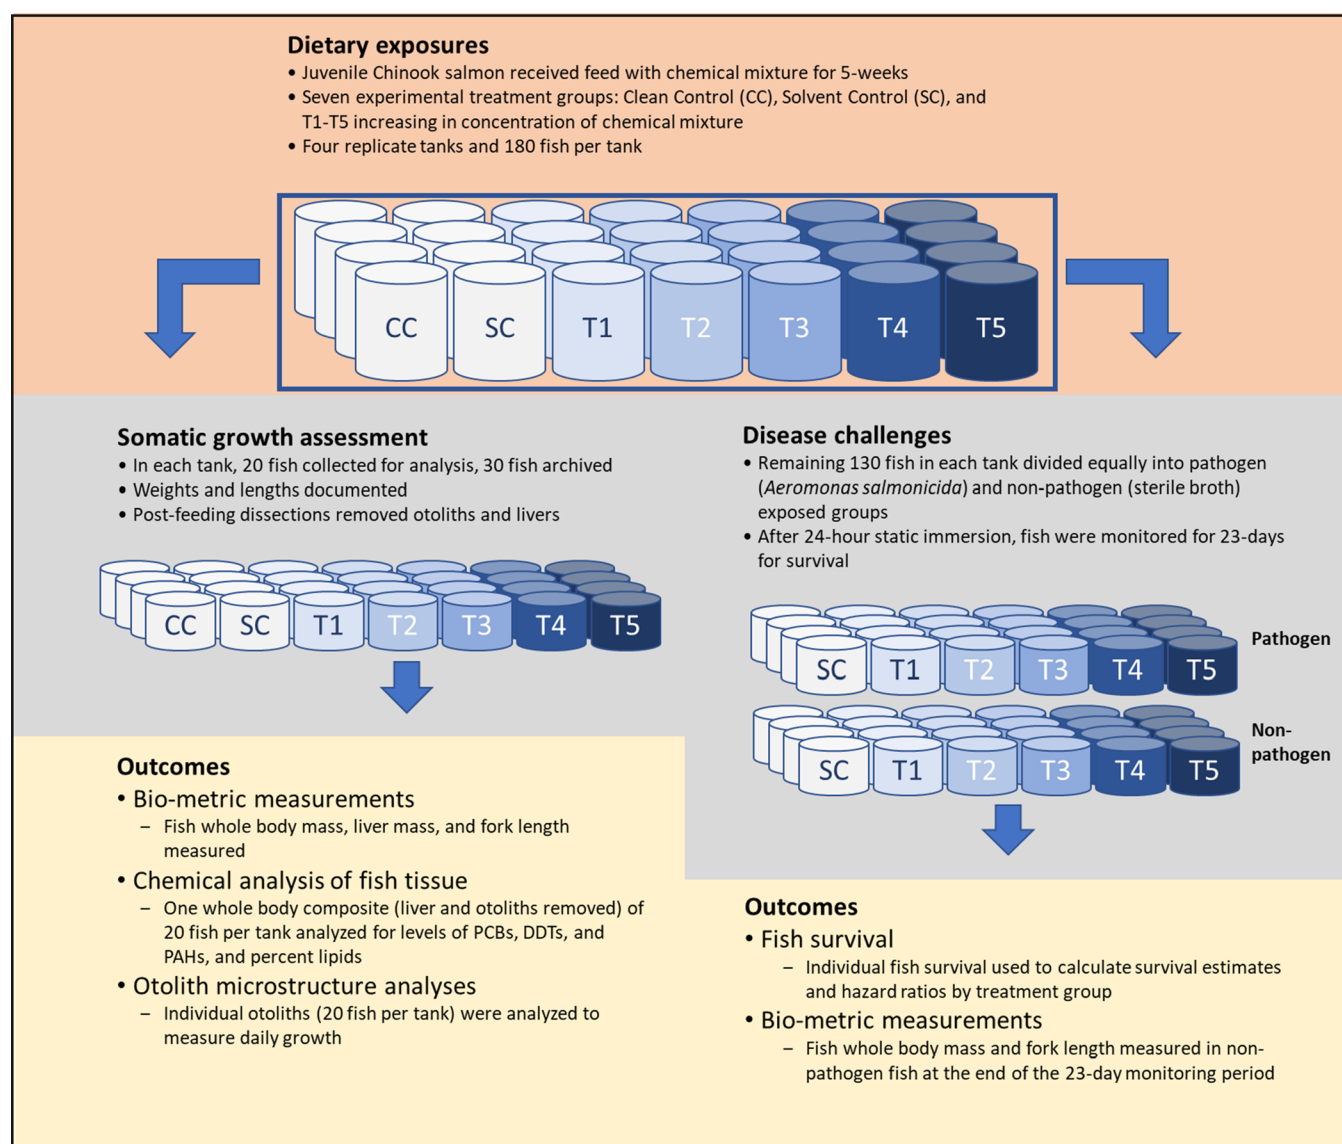 Dietary exposures
• Juvenile Chinook salmon received feed with chemical mixture for 5-weeks
• Seven experimental treatment groups: Clean Control (CC), Solvent Control (SC), and
T1-T5 increasing in concentration of chemical mixture
• Four replicate tanks and 180 fish per tank
CC SC T1 T2 T3 T4 T5
Somatic growth assessment
• In each tank, 20 fish collected for analysis, 30 fish archived
• Weights and lengths documented
• Post-feeding dissections removed otoliths and livers
CC SC T1 T2 T3 T4 T5
Disease challenges
• Remaining 130 fish in each tank divided equally into pathogen
(Aeromonas salmonicida) and non-pathogen (sterile broth)
exposed groups
• After 24-hour static immersion, fish were monitored for 23-days
for survival
SC T1 T2 T3 T4 T5
Pathogen
SC T1 T2 T3 T4 T5
Non-
pathogen
Outcomes
• Bio-metric measurements
– Fish whole body mass, liver mass, and fork length
measured
• Chemical analysis of fish tissue
– One whole body composite (liver and otoliths removed) of
20 fish per tank analyzed for levels of PCBs, DDTs, and
PAHs, and percent lipids
• Otolith microstructure analyses
– Individual otoliths (20 fish per tank) were analyzed to
measure daily growth
Outcomes
• Fish survival
– Individual fish survival used to calculate survival estimates
and hazard ratios by treatment group
• Bio-metric measurements
– Fish whole body mass and fork length measured in non-
pathogen fish at the end of the 23-day monitoring period